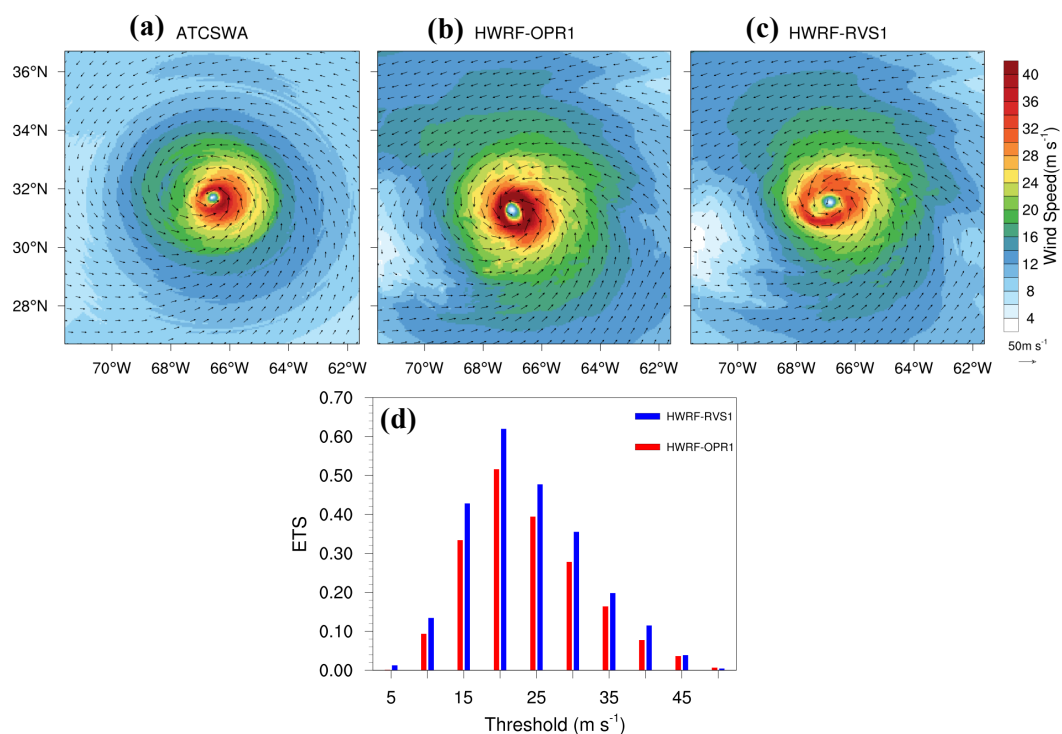 (a) ATCSWA
(b) HWRF-OPR1
(c) HWRF-RVS1
36°N
34°N
32°N
30°N
28°N
70°W 68°W 66°W 64°W 62°W
70°W 68°W 66°W 64°W 62°W
70°W 68°W 66°W 64°W 62°W
40
36
30
26
24
20
16
12
8
6
4
Wind Speed(m s⁻¹)
50m s⁻¹
(d)
HWRF-RVS1
HWRF-OPR1
0.70
0.60
0.50
0.40
0.30
0.20
0.10
0.00
ETS
5 15 25 35 45
Threshold (m s⁻¹)